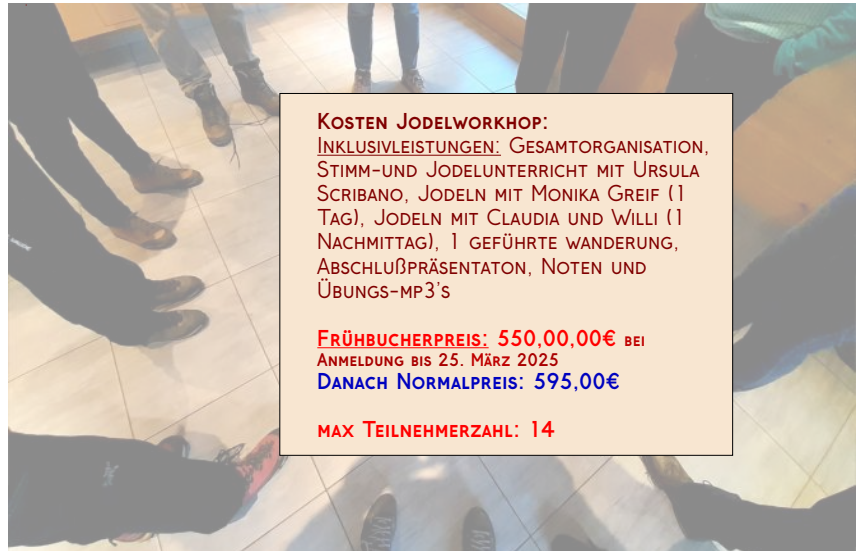 Kosten Jodelworkhop:
Inklusivleistungen: Gesamtorganisation,
Stimm-und Jodelunterricht mit Ursula
Scribano, Jodeln mit Monika Greif (1
Tag), Jodeln mit Claudia und Willi (1
Nachmittag), 1 geführte wanderung,
Abschlußpräsentaton, Noten und
Übungs-mp3's
Frühbucherpreis: 550,00,00€ bei
Anmeldung bis 25. März 2025
Danach Normalpreis: 595,00€
max Teilnehmerzahl: 14